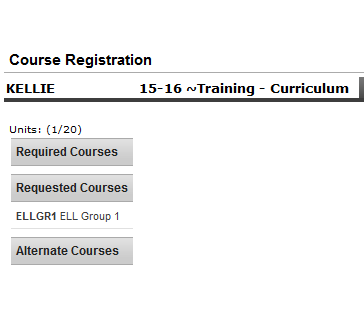 Course Registration
KELLIE 15-16 ~Training - Curriculum
Units: (1/20)
Required Courses
Requested Courses
ELLGR1 ELL Group 1
Alternate Courses